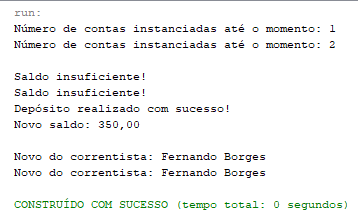 run:
Número de contas instanciadas até o momento: 1
Número de contas instanciadas até o momento: 2
Saldo insuficiente!
Saldo insuficiente!
Depósito realizado com sucesso!
Novo saldo: 350,00
Novo do correntista: Fernando Borges
Novo do correntista: Fernando Borges
CONSTRUÍDO COM SUCESSO (tempo total: 0 segundos)